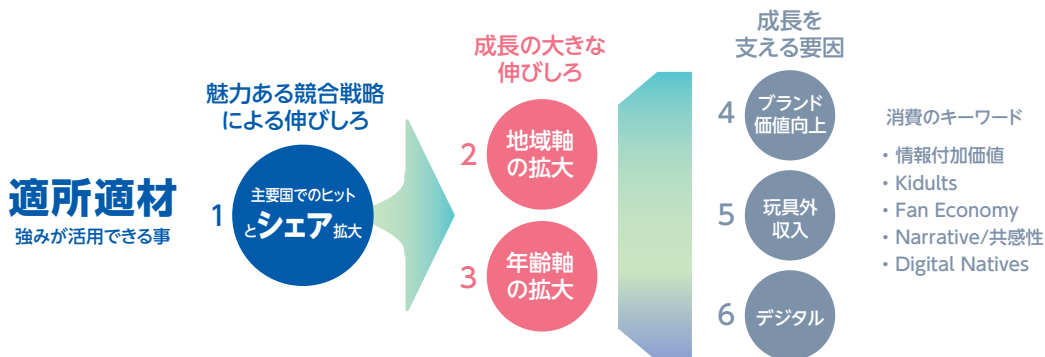 適所適材
強みが活用できる事
魅力ある競合戦略
による伸びしろ
1
主要国でのヒット
とシェア拡大
成長の大きな
伸びしろ
2
地域軸
の拡大
3
年齢軸
の拡大
成長を
支える要因
4
ブランド
価値向上
5
玩具外
収入
6
デジタル
消費のキーワード
・情報付加価値
・Kidults
・Fan Economy
・Narrative/共感性
・Digital Natives